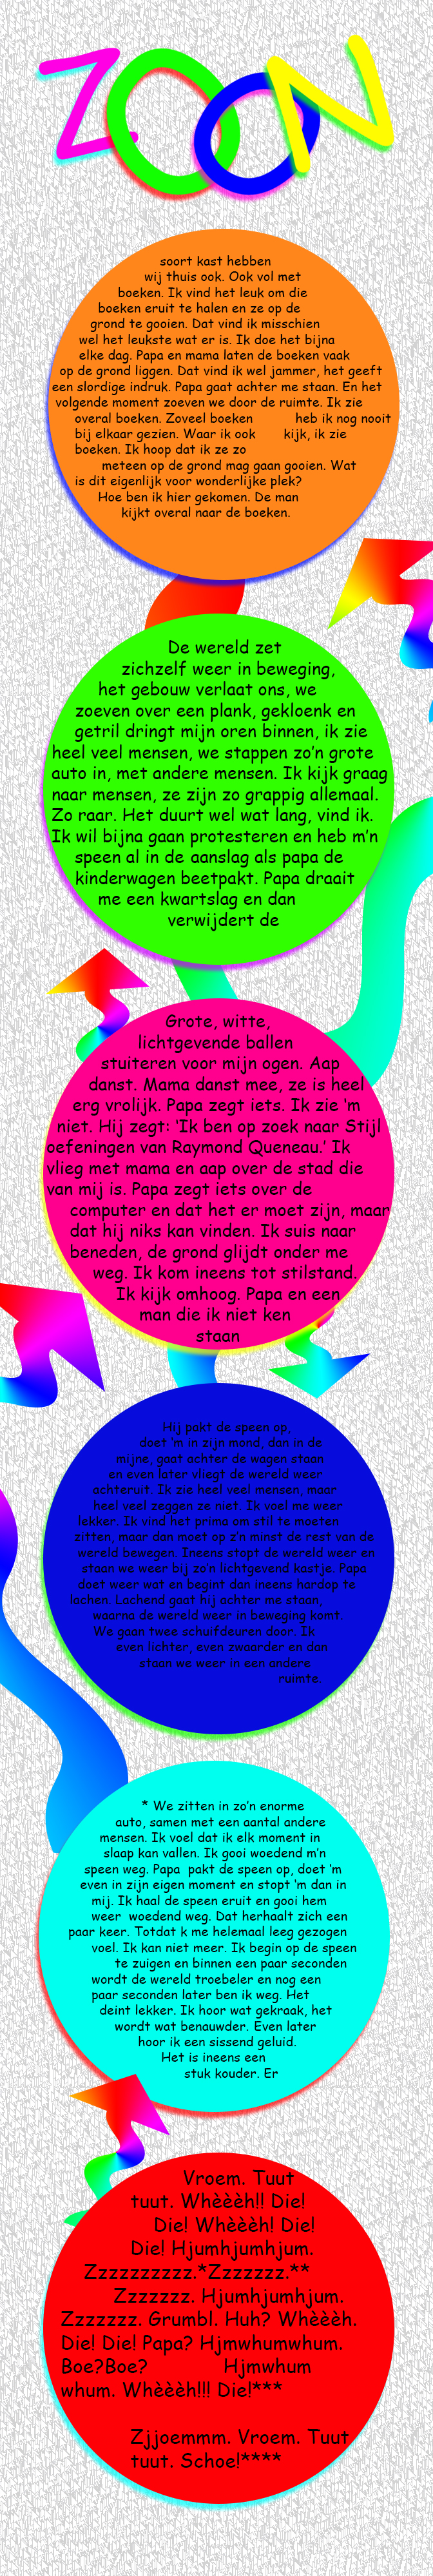 ZOON
soort kast hebben
wij thuis ook. Ook vol met
boeken. Ik vind het leuk om die
boeken eruit te halen en ze op de
grond te gooien. Dat vind ik misschien
wel het leukste wat er is. Ik doe het bijna
elke dag. Papa en mama laten de boeken vaak
op de grond liggen. Dat vind ik wel jammer, het geeft
een slordige indruk. Papa gaat achter me staan. En het
volgende moment zoeven we door de ruimte. Ik zie
overal boeken. Zoveel boeken heb ik nog nooit
bij elkaar gezien. Waar ik ook kijk, ik zie
boeken. Ik hoop dat ik ze zo
meteen op de grond mag gaan gooien. Wat
is dit eigenlijk voor wonderlijke plek?
Hoe ben ik hier gekomen. De man
kijkt overal naar de boeken.
De wereld zet
zichzelf weer in beweging,
het gebouw verlaat ons, we
zoeven over een plank, gekloenk en
getril dringt mijn oren binnen, ik zie
heel veel mensen, we stappen zo'n grote
auto in, met andere mensen. Ik kijk graag
naar mensen, ze zijn zo grappig allemaal.
Zo raar. Het duurt wel wat lang, vind ik.
Ik wil bijna gaan protesteren en heb m'n
speen al in de aanslag als papa de
kinderwagen beetpakt. Papa draait
me een kwartslag en dan
verwijdert de
Grote, witte,
lichtgevende ballen
stuiteren voor mijn ogen. Aap
danst. Mama danst mee, ze is heel
erg vrolijk. Papa zegt iets. Ik zie 'm
niet. Hij zegt: 'Ik ben op zoek naar Stijl
oefeningen van Raymond Queneau.' Ik
vlieg met mama en aap over de stad die
van mij is. Papa zegt iets over de
computer en dat het er moet zijn, maar
dat hij niks kan vinden. Ik suis naar
beneden, de grond glijdt onder me
weg. Ik kom ineens tot stilstand.
Ik kijk omhoog. Papa en een
man die ik niet ken
staan
Hij pakt de speen op,
doet 'm in zijn mond, dan in de
mijne, gaat achter de wagen staan
en even later vliegt de wereld weer
achteruit. Ik zie heel veel mensen, maar
heel veel zeggen ze niet. Ik voel me weer
lekker. Ik vind het prima om stil te moeten
zitten, maar dan moet op z'n minst de rest van de
wereld bewegen. Ineens stopt de wereld weer en
staan we weer bij zo'n lichtgevend kastje. Papa
doet weer wat en begint dan ineens hardop te
lachen. Lachend gaat hij achter me staan,
waarna de wereld weer in beweging komt.
We gaan twee schuifdeuren door. Ik
even lichter, even zwaarder en dan
staan we weer in een andere
ruimte.
* We zitten in zo'n enorme
auto, samen met een aantal andere
mensen. Ik voel dat ik elk moment in
slaap kan vallen. Ik gooi woedend m'n
speen weg. Papa pakt de speen op, doet 'm
even in zijn eigen moment en stopt 'm dan in
mij. Ik haal de speen eruit en gooi hem
weer woedend weg. Dat herhaalt zich een
paar keer. Totdat k me helemaal leeg gezogen
voel. Ik kan niet meer. Ik begin op de speen
te zuigen en binnen een paar seconden
wordt de wereld troebeler en nog een
paar seconden later ben ik weg. Het
deint lekker. Ik hoor wat gekraak, het
wordt wat benauwder. Even later
hoor ik een sissend geluid.
Het is ineens een
stuk kouder. Er
Vroem. Tuut
tuut. Whèèèh!! Die!
Die! Whèèèh! Die!
Die! Hjumhjumhjum.
Zzzzzzzzzz.*Zzzzzzz.**
Zzzzzzz. Hjumhjumhjum.
Zzzzzzz. Grumbl. Huh? Whèèèh.
Die! Die! Papa? Hjmwhumwhum.
Boe?Boe? Hjmwhum
whum. Whèèèh!!! Die!***
Zjjoemmm. Vroem. Tuut
tuut. Schoe!****